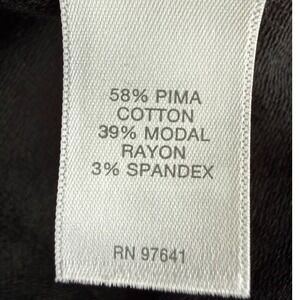 58% PIMA
COTTON
39% MODAL
RAYON
3% SPANDEX
RN 97641